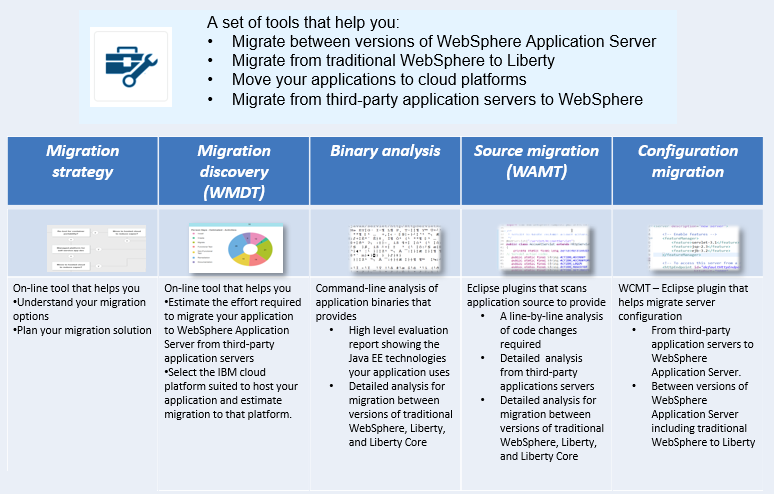 A set of tools that help you:
• Migrate between versions of WebSphere Application Server
• Migrate from traditional WebSphere to Liberty
• Move your applications to cloud platforms
• Migrate from third-party application servers to WebSphere
Migration
strategy
Migration
discovery
(WMDT)
Binary analysis
Source migration
(WAMT)
Configuration
migration
On-line tool that helps you
•Understand your migration
options
•Plan your migration solution
On-line tool that helps you
•Estimate the effort required
to migrate your application
to WebSphere Application
Server from third-party
application servers
•Select the IBM cloud
platform suited to host your
application and estimate
migration to that platform.
Command-line analysis of
application binaries that
provides
• High level evaluation
report showing the
Java EE technologies
your application uses
• Detailed analysis for
migration between
versions of traditional
WebSphere, Liberty,
and Liberty Core
Eclipse plugins that scans
application source to provide
• A line-by-line analysis
of code changes
required
• Detailed analysis
from third-party
applications servers
• Detailed analysis for
migration between
versions of traditional
WebSphere, Liberty,
and Liberty Core
WCMT – Eclipse plugin that
helps migrate server
configuration
• From third-party
application servers to
WebSphere
Application Server.
• Between versions of
WebSphere
Application Server
including traditional
WebSphere to Liberty